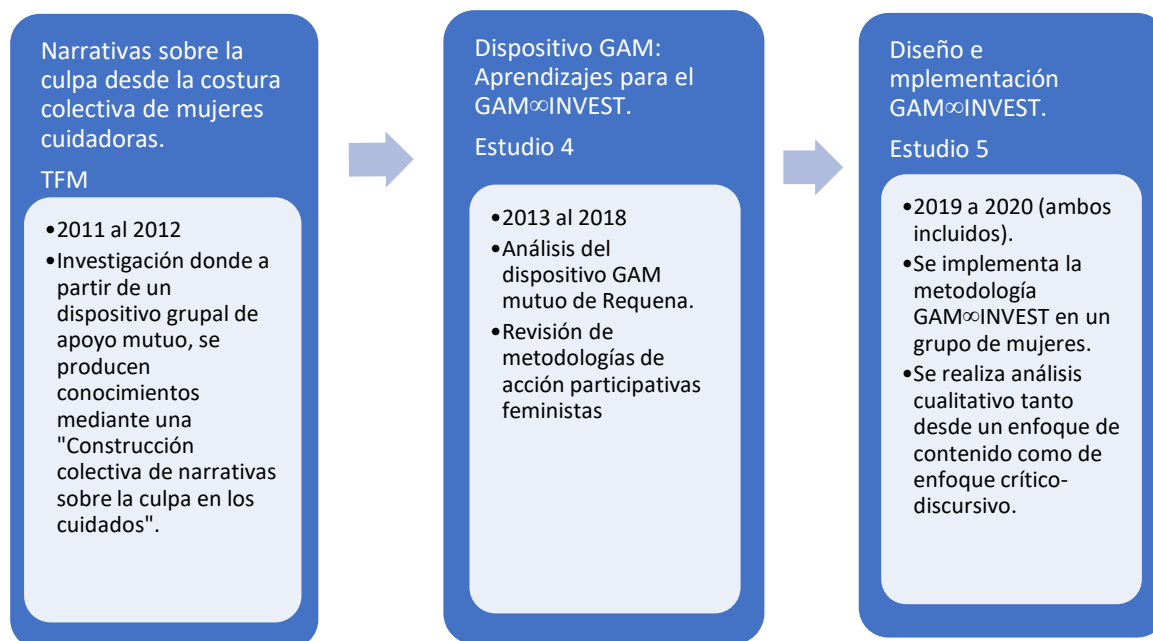 Narrativas sobre la
culpa desde la costura
colectiva de mujeres
cuidadoras.
TFM
•2011 al 2012
•Investigación donde a
partir de un
dispositivo grupal de
apoyo mutuo, se
producen
conocimientos
mediante una
"Construcción
colectiva de narrativas
sobre la culpa en los
cuidados".
Dispositivo GAM:
Aprendizajes para el
GAM∞INVEST.
Estudio 4
•2013 al 2018
•Análisis del
dispositivo GAM
mutuo de Requena.
•Revisión de
metodologías de
acción participativas
feministas
Diseño e
mplementación
GAM∞INVEST.
Estudio 5
•2019 a 2020 (ambos
incluidos).
•Se implementa la
metodología
GAM∞INVEST en un
grupo de mujeres.
•Se realiza análisis
cualitativo tanto
desde un enfoque de
contenido como de
enfoque crítico-
discursivo.